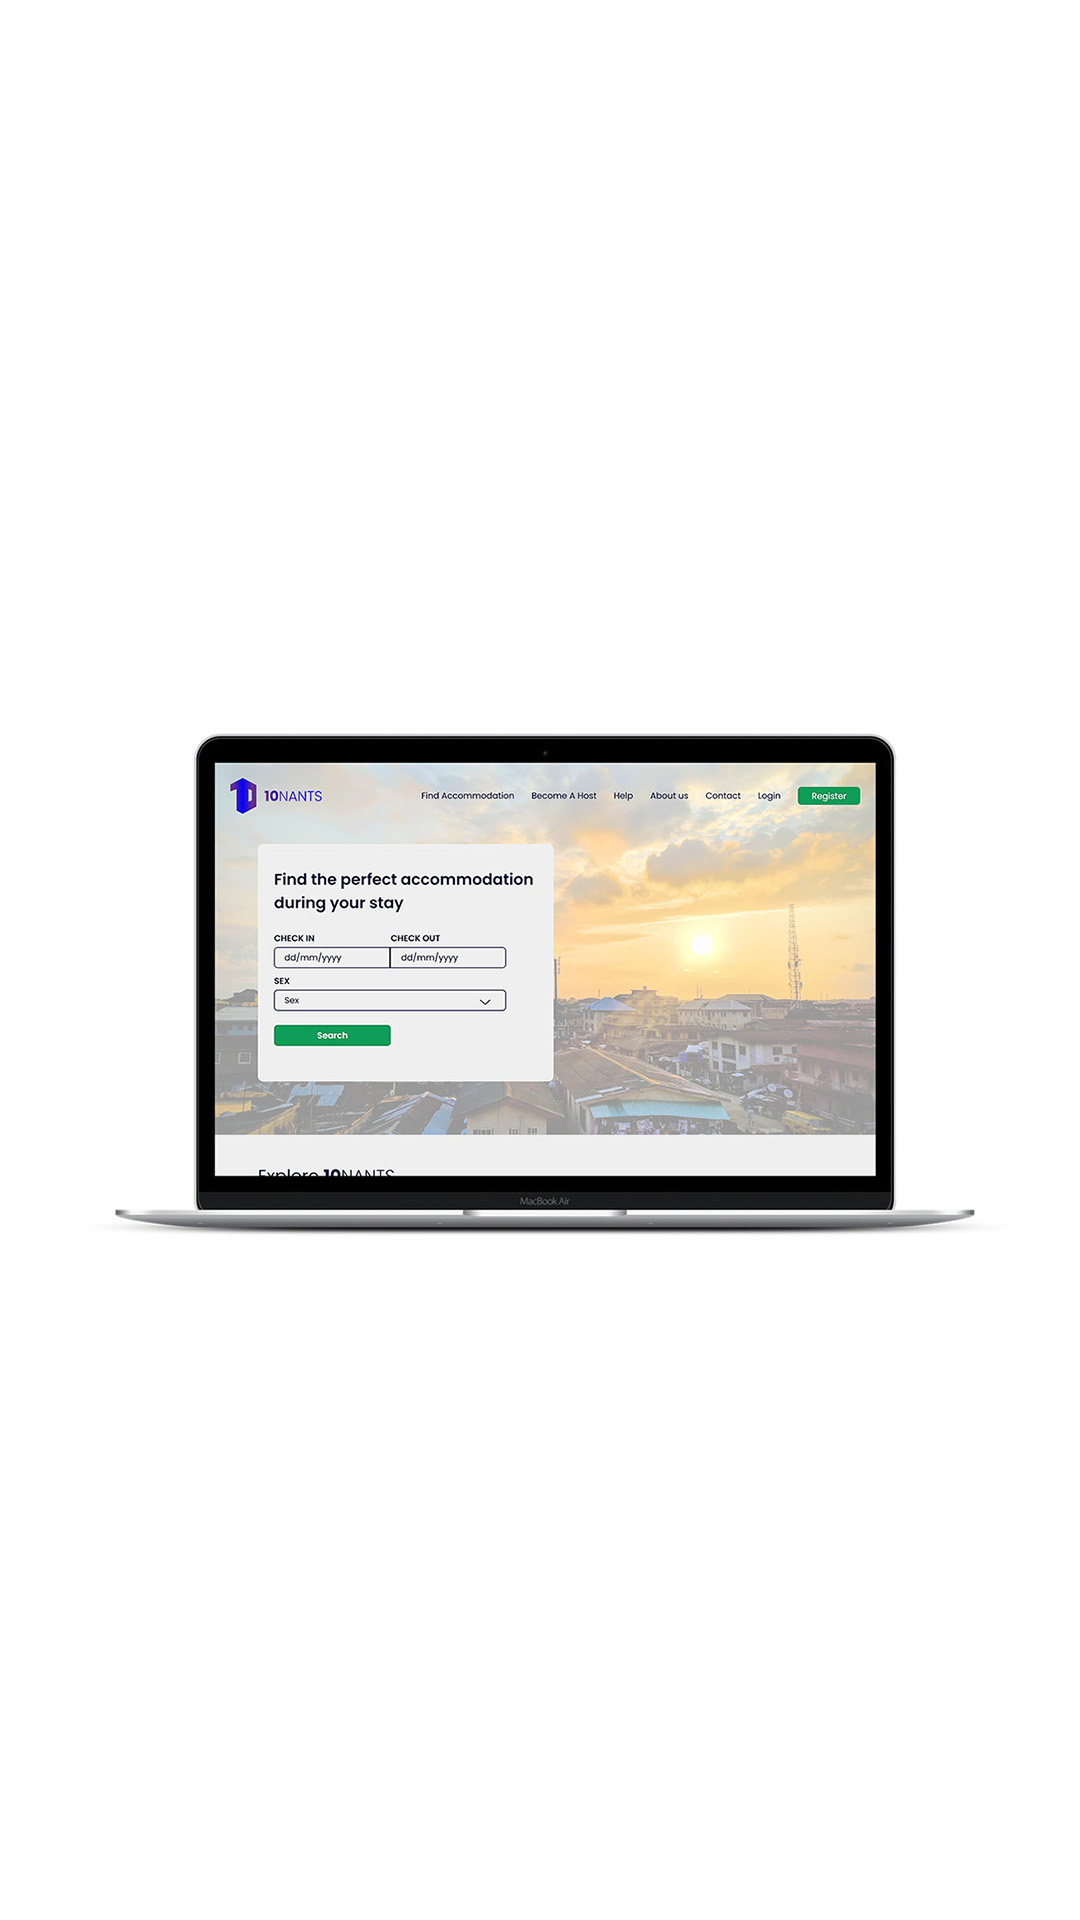 10NANTS
Find Accommodation Become A Host Help About us Contact Login Register
Find the perfect accommodation
during your stay
CHECK IN CHECK OUT
dd/mm/yyyy dd/mm/yyyy
SEX
Sex
Search
Explore 10NANTS
MacBook Air